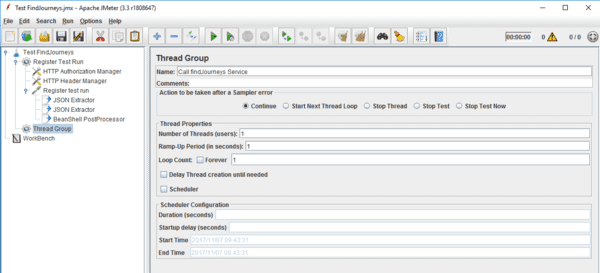 Test FindJourneys.jmx - Apache JMeter (3.3 r1808647)
File Edit Search Run Options Help
00:00:00 0 0 / 0
Test FindJourneys
Register Test Run
HTTP Authorization Manager
HTTP Header Manager
Register test run
JSON Extractor
JSON Extractor
BeanShell PostProcessor
Thread Group
WorkBench
Thread Group
Name: Call findJourneys Service
Comments:
Action to be taken after a Sampler error
Continue Start Next Thread Loop Stop Thread Stop Test Stop Test Now
Thread Properties
Number of Threads (users): 1
Ramp-Up Period (in seconds): 1
Loop Count: Forever 1
Delay Thread creation until needed
Scheduler
Scheduler Configuration
Duration (seconds)
Startup delay (seconds)
Start Time 2017/11/07 08:43:31
End Time 2017/11/07 08:43:31